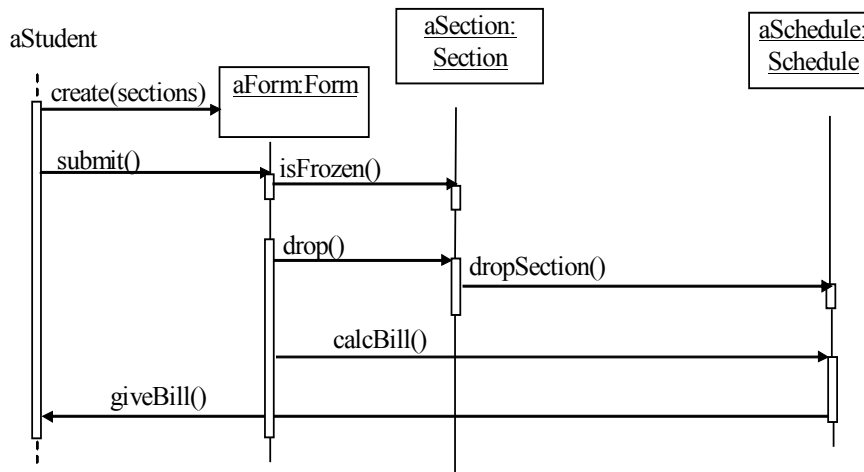 aStudent
aSection:
Section
aSchedule:
Schedule
create(sections)
aForm:Form
submit()
isFrozen()
drop()
dropSection()
calcBill()
giveBill()